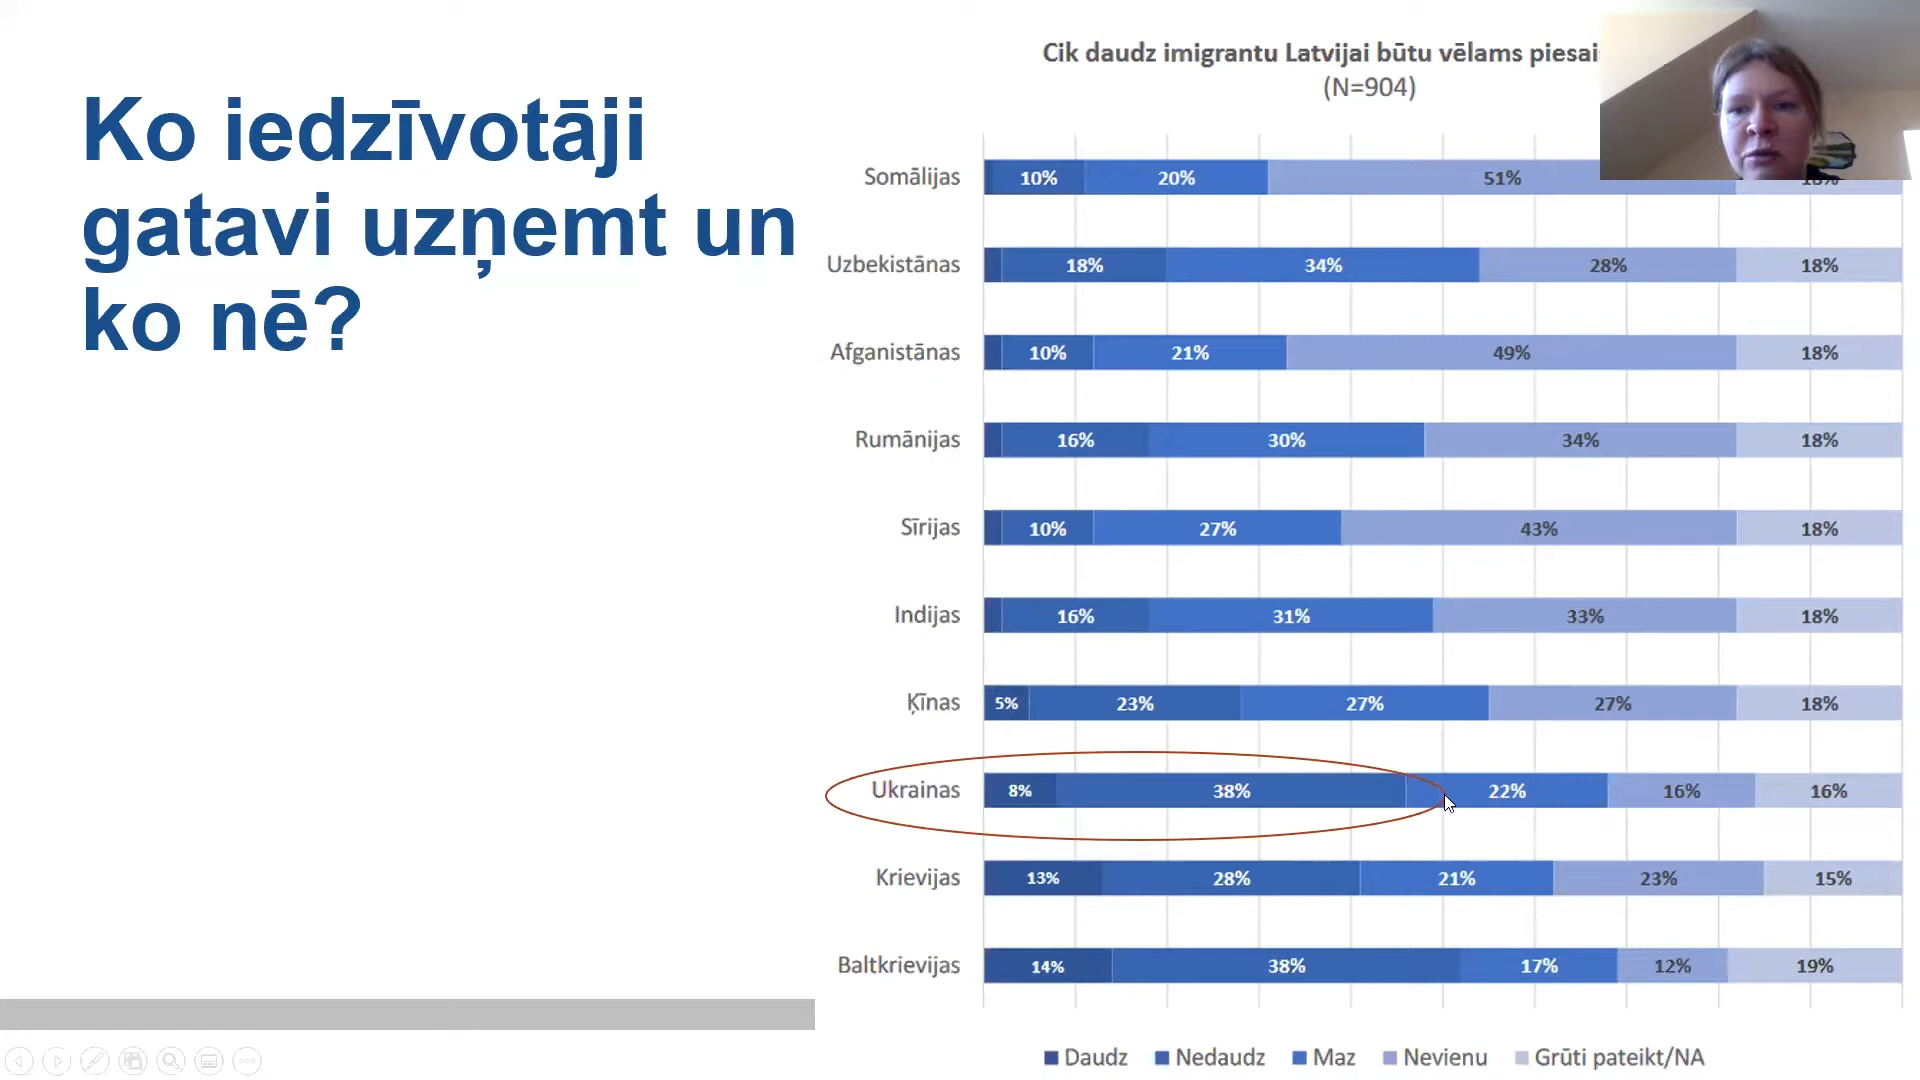 Ko iedzīvotāji
gatavi uzņemt un
ko nē?
Cik daudz imigrantu Latvijai būtu vēlams
(N=904)
Somālijas 10% 20% 51%
Uzbekistānas 18% 34% 28% 18%
Afganistānas 10% 21% 49% 18%
Rumānijas 16% 30% 34% 18%
Sīrijas 10% 27% 43% 18%
Indijas 16% 31% 33% 18%
Ķīnas 5% 23% 27% 27% 18%
Ukrainas 8% 38% 22% 16% 16%
Krievijas 13% 28% 21% 23% 15%
Baltkrievijas 14% 38% 17% 12% 19%
Daudz Nedaudz Maz Nevienu Grūti pateikt/NA